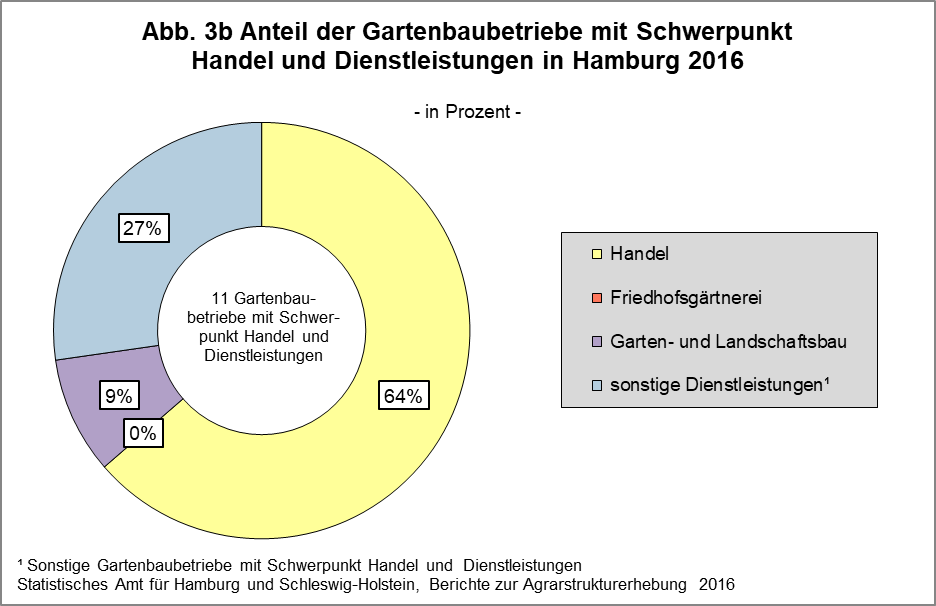 Abb. 3b Anteil der Gartenbaubetriebe mit Schwerpunkt
Handel und Dienstleistungen in Hamburg 2016
- in Prozent -
27%
9%
0%
64%
11 Gartenbau-
betriebe mit Schwer-
punkt Handel und
Dienstleistungen
Handel
Friedhofsgärtnerei
Garten- und Landschaftsbau
sonstige Dienstleistungen¹
¹ Sonstige Gartenbaubetriebe mit Schwerpunkt Handel und Dienstleistungen
Statistisches Amt für Hamburg und Schleswig-Holstein, Berichte zur Agrarstrukturerhebung 2016